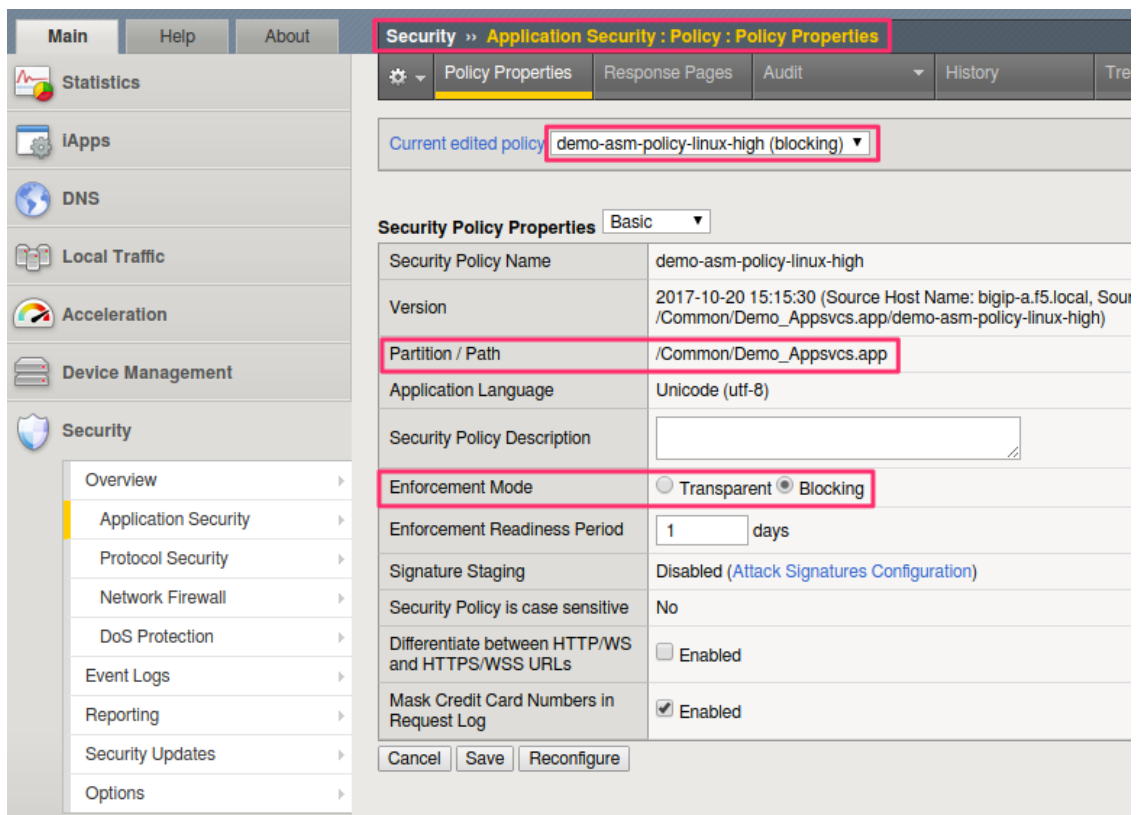 Main
Help
About
Statistics
iApps
DNS
Local Traffic
Acceleration
Device Management
Security
Overview
Application Security
Protocol Security
Network Firewall
DoS Protection
Event Logs
Reporting
Security Updates
Options
Security ›› Application Security : Policy : Policy Properties
Policy Properties
Response Pages
Audit
History
Tre
Current edited policy demo-asm-policy-linux-high (blocking)
Security Policy Properties Basic
Security Policy Name demo-asm-policy-linux-high
Version 2017-10-20 15:15:30 (Source Host Name: bigip-a.f5.local, Sour
/Common/Demo_Appsvcs.app/demo-asm-policy-linux-high)
Partition / Path /Common/Demo_Appsvcs.app
Application Language Unicode (utf-8)
Security Policy Description
Enforcement Mode Transparent Blocking
Enforcement Readiness Period 1 days
Signature Staging Disabled (Attack Signatures Configuration)
Security Policy is case sensitive No
Differentiate between HTTP/WS
and HTTPS/WSS URLs Enabled
Mask Credit Card Numbers in
Request Log Enabled
Cancel Save Reconfigure